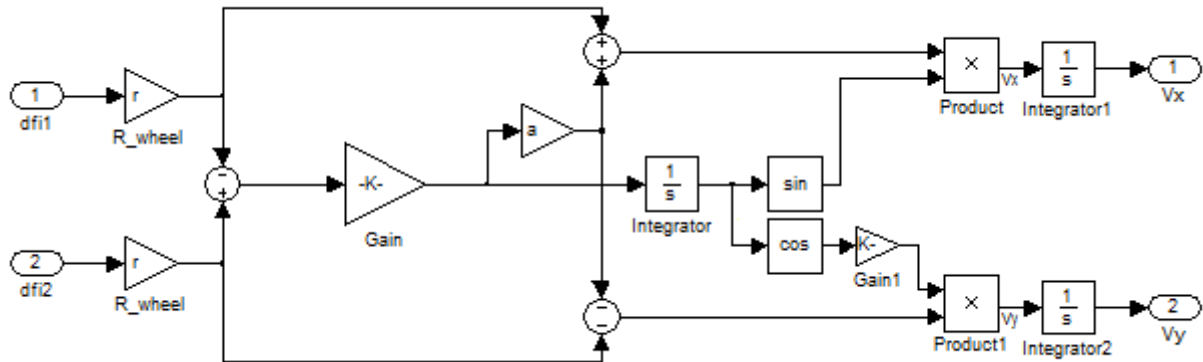 1
dfi1
r
R_wheel
2
dfi2
r
R_wheel
-
+
-K-
Gain
a
+
+
-
1
s
Integrator
sin
cos
K-
Gain1
×
Product
Vx
1
s
Integrator1
1
Vx
×
Product1
Vy
1
s
Integrator2
2
Vy